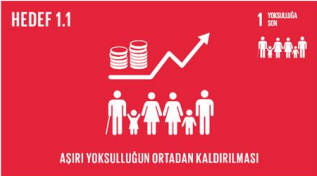 HEDEF 1.1
1 YOKSULLUĞA
SON
AŞIRI YOKSULLUĞUN ORTADAN KALDIRILMASI